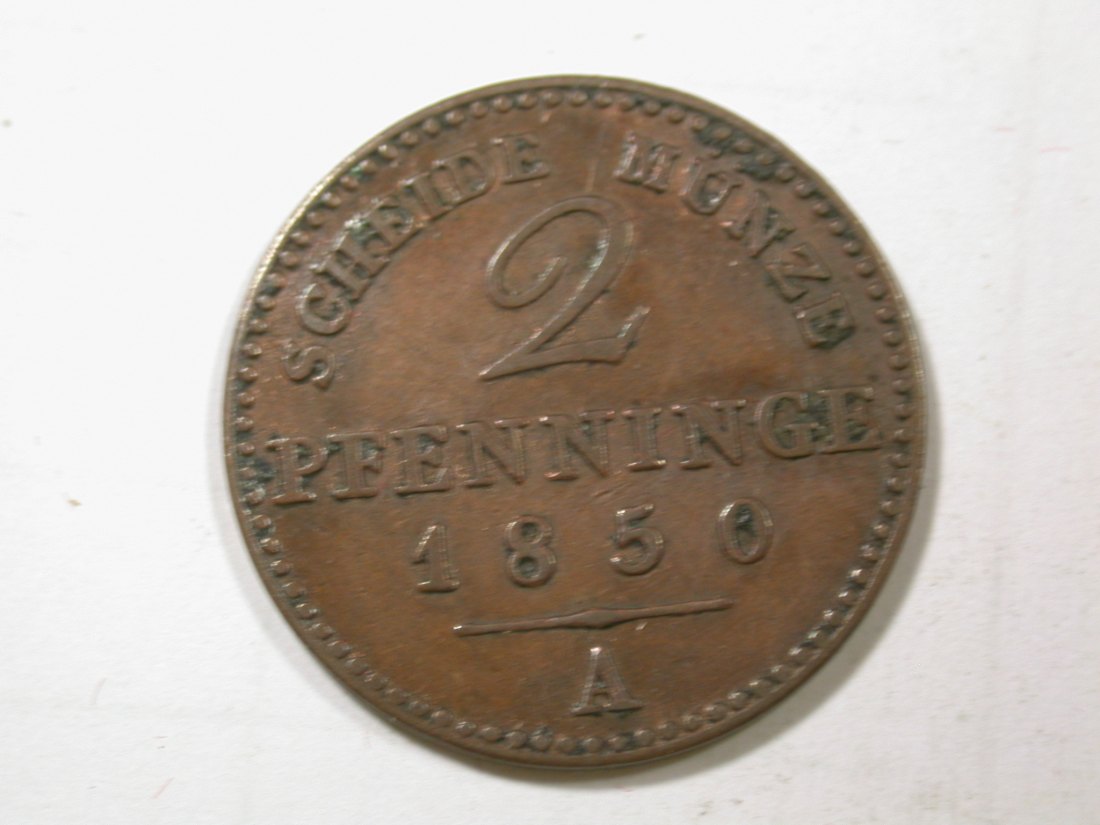 SCHEIDE MÜNZE
2
PFENNINGE
1850
A